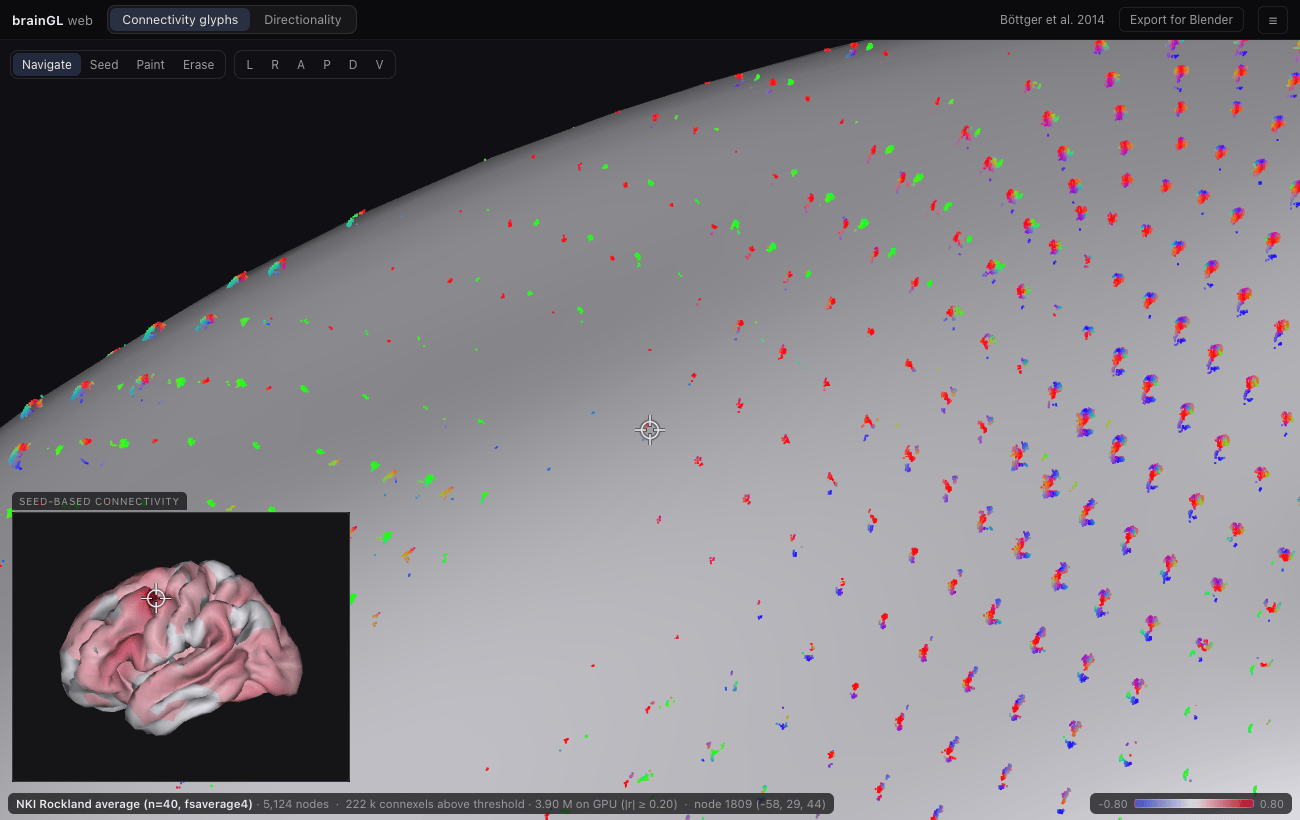 brainGL web Connectivity glyphs Directionality Böttger et al. 2014 Export for Blender ≡
Navigate Seed Paint Erase L R A P D V
SEED-BASED CONNECTIVITY
NKI Rockland average (n=40, fsaverage4) · 5,124 nodes · 222 k connexels above threshold · 3.90 M on GPU (|r| ≥ 0.20) · node 1809 (-58, 29, 44)
-0.80 0.80